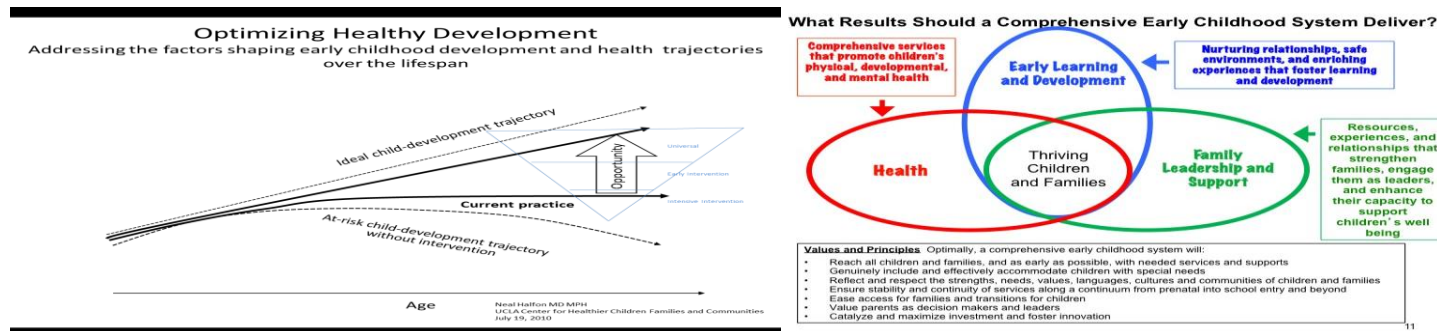 Optimizing Healthy Development
Addressing the factors shaping early childhood development and health trajectories
over the lifespan
Ideal child-development trajectory
Universal
Opportunity
Early Intervention
Current practice
Intensive Intervention
At-risk child-development trajectory
without intervention
Age
Neal Halfon MD MPH
UCLA Center for Healthier Children Families and Communities
July 19, 2010
What Results Should a Comprehensive Early Childhood System Deliver?
Comprehensive services
that promote children's
physical, developmental,
and mental health
Early Learning
and Development
Nurturing relationships, safe
environments, and enriching
experiences that foster learning
and development
Health
Thriving
Children
and Families
Family
Leadership and
Support
Resources,
experiences, and
relationships that
strengthen
families, engage
them as leaders,
and enhance
their capacity to
support
children's well
being
Values and Principles Optimally, a comprehensive early childhood system will:
• Reach all children and families, and as early as possible, with needed services and supports
• Genuinely include and effectively accommodate children with special needs
• Reflect and respect the strengths, needs, values, languages, cultures and communities of children and families
• Ensure stability and continuity of services along a continuum from prenatal into school entry and beyond
• Ease access for families and transitions for children
• Value parents as decision makers and leaders
• Catalyze and maximize investment and foster innovation
11